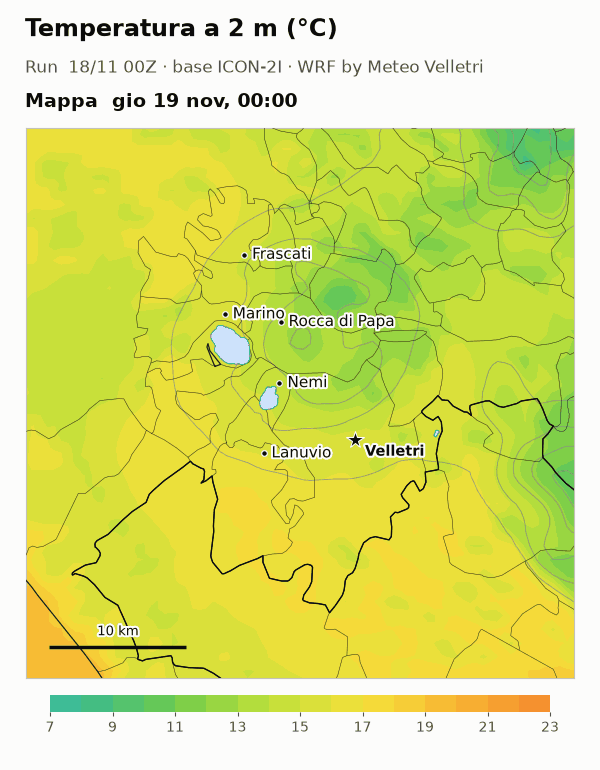 Temperatura a 2 m (°C)
Run  18/11 00Z · base ICON-2I · WRF by Meteo Velletri
Mappa  gio 19 nov, 00:00
Frascati
Marino
Rocca di Papa
Nemi
Velletri
Lanuvio
10 km
7 9 11 13 15 17 19 21 23